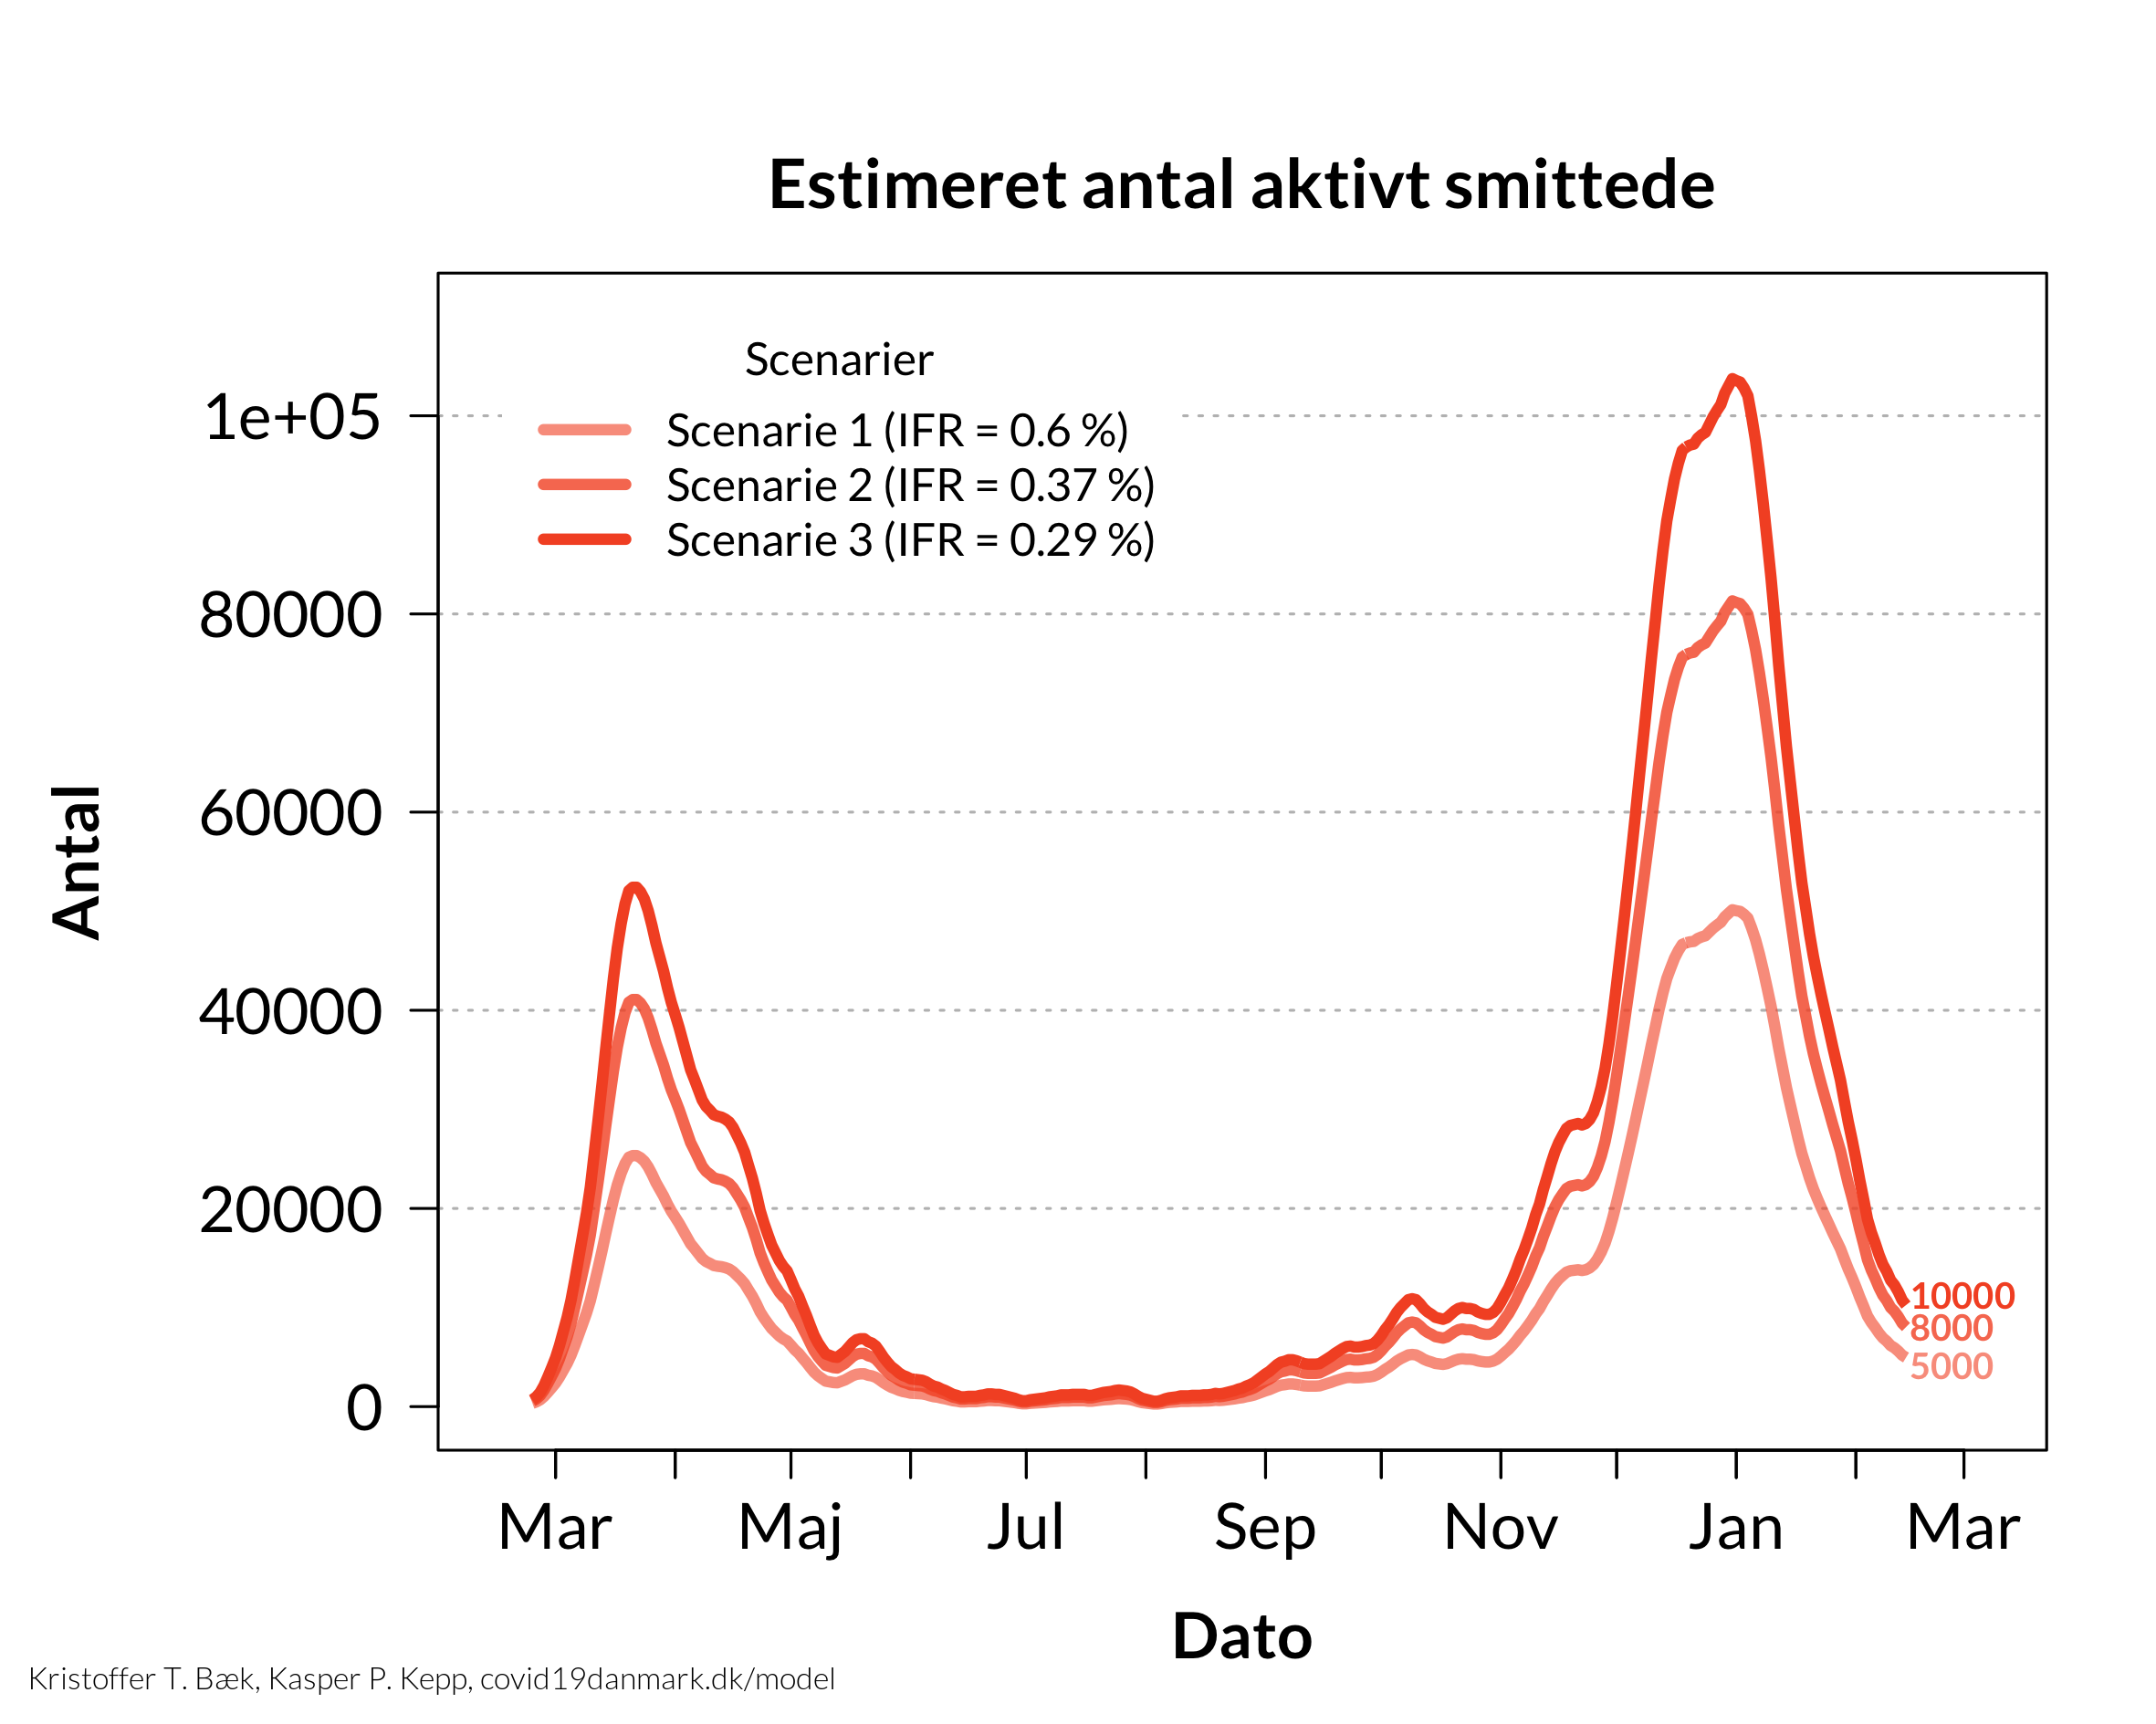 Estimeret antal aktivt smittede
Scenarier
Scenarie 1 (IFR = 0.6 %)
Scenarie 2 (IFR = 0.37 %)
Scenarie 3 (IFR = 0.29 %)
Antal
1e+05
80000
60000
40000
20000
0
10000
8000
5000
Mar Maj Jul Sep Nov Jan Mar
Dato
Kristoffer T. Bæk, Kasper P. Kepp, covid19danmark.dk/model